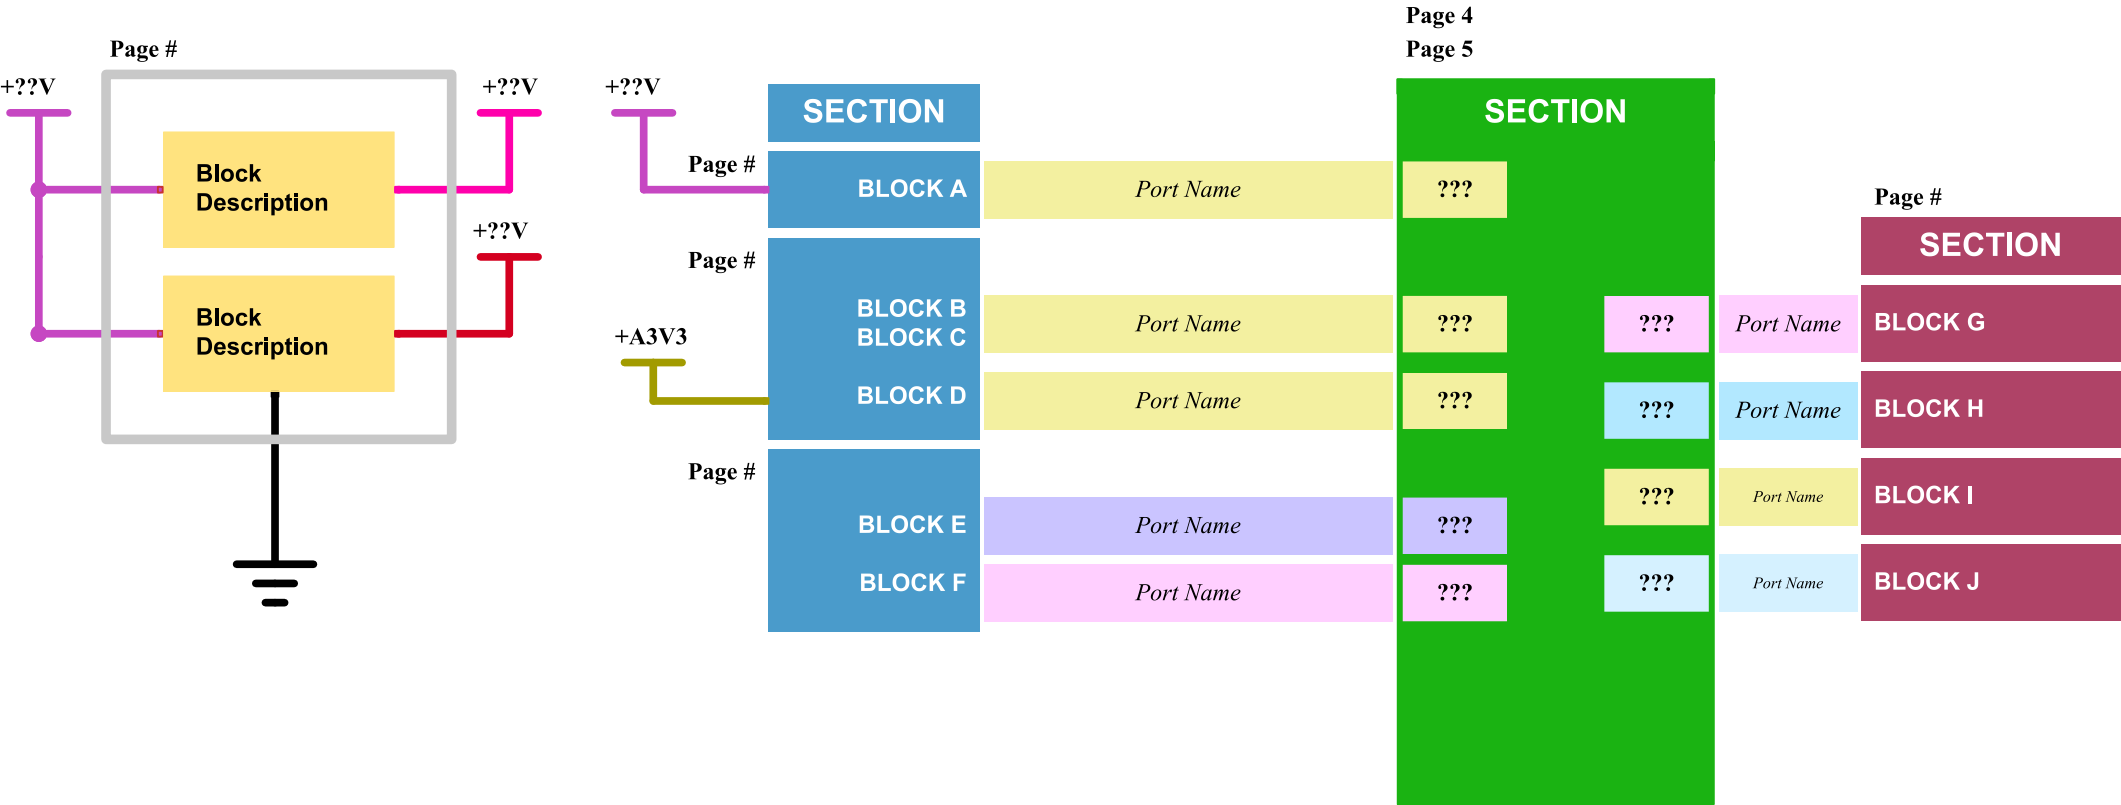 Page #
+??V
+??V
Block
Description
+??V
Block
Description
+??V
SECTION
Page #
BLOCK A
Port Name
???
Page #
BLOCK B
BLOCK C
Port Name
???
+A3V3
BLOCK D
Port Name
???
Page #
BLOCK E
Port Name
???
BLOCK F
Port Name
???
Page 4
Page 5
SECTION
Page #
SECTION
???
Port Name
BLOCK G
???
Port Name
BLOCK H
???
Port Name
BLOCK I
???
Port Name
BLOCK J